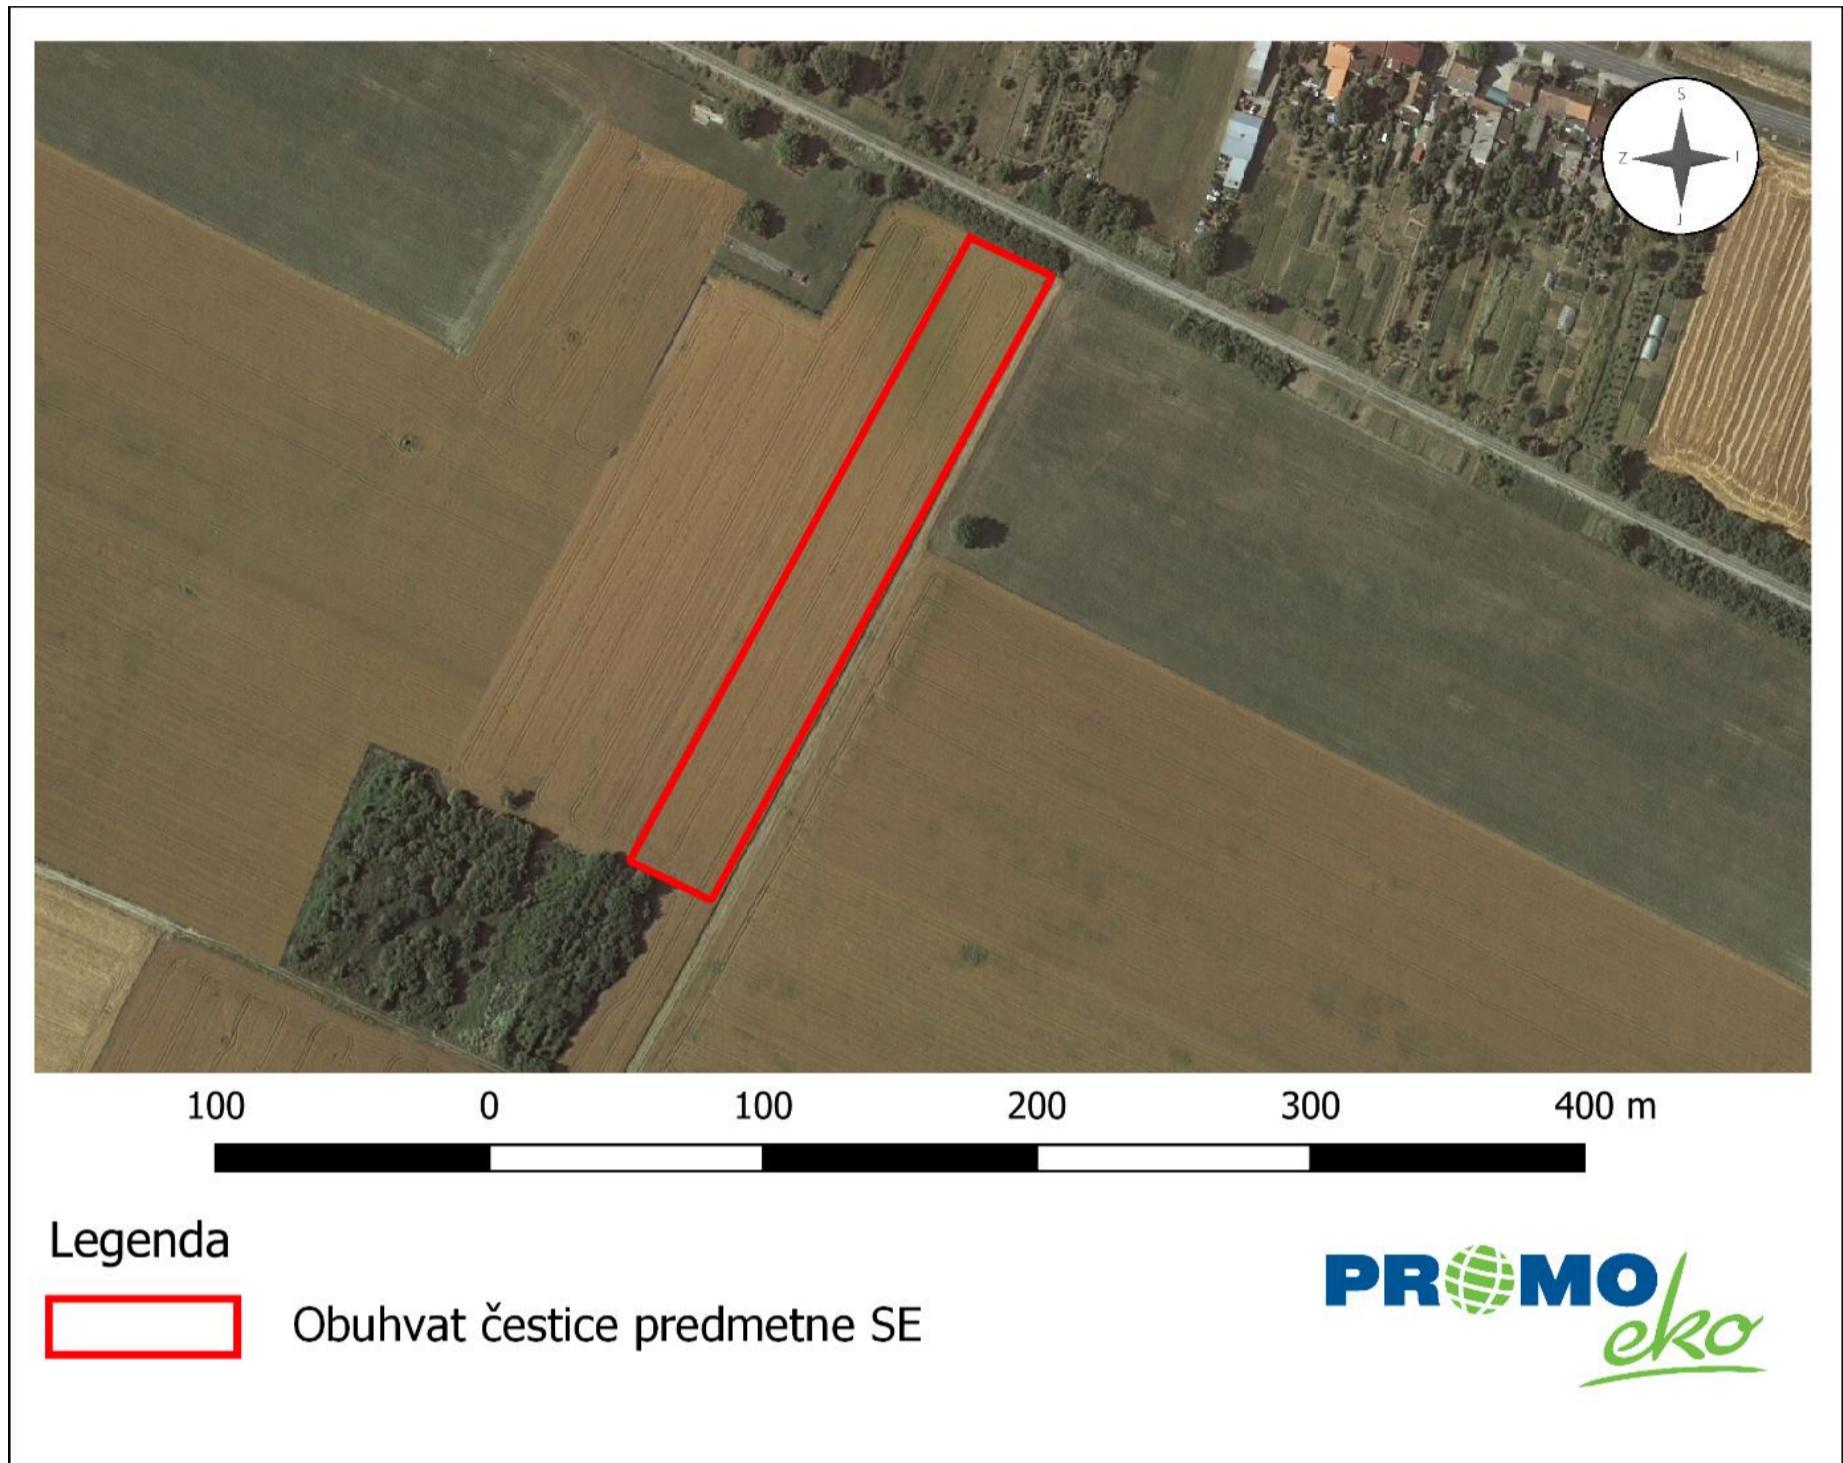 S
Z I
J
100 0 100 200 300 400 m
Legenda
Obuhvat čestice predmetne SE
PROMO
eko